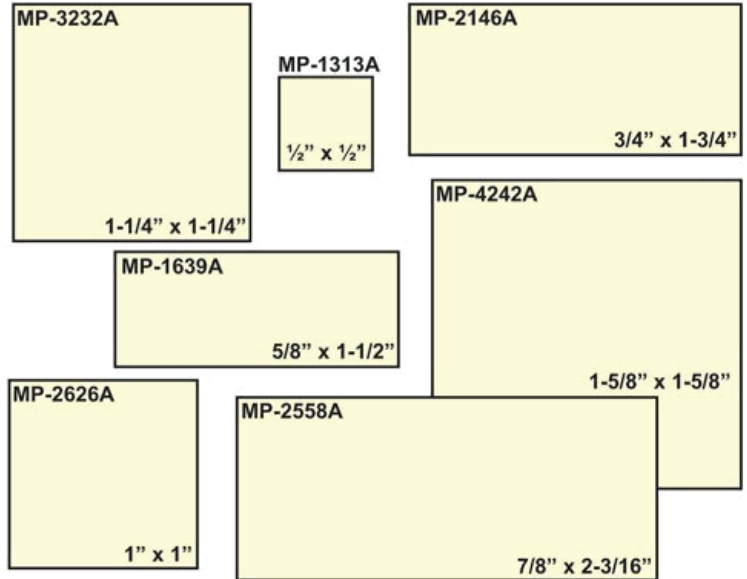 MP-3232A
1-1/4” x 1-1/4”
MP-1313A
½” x ½”
MP-2146A
3/4” x 1-3/4”
MP-4242A
1-5/8” x 1-5/8”
MP-1639A
5/8” x 1-1/2”
MP-2626A
1” x 1”
MP-2558A
7/8” x 2-3/16”